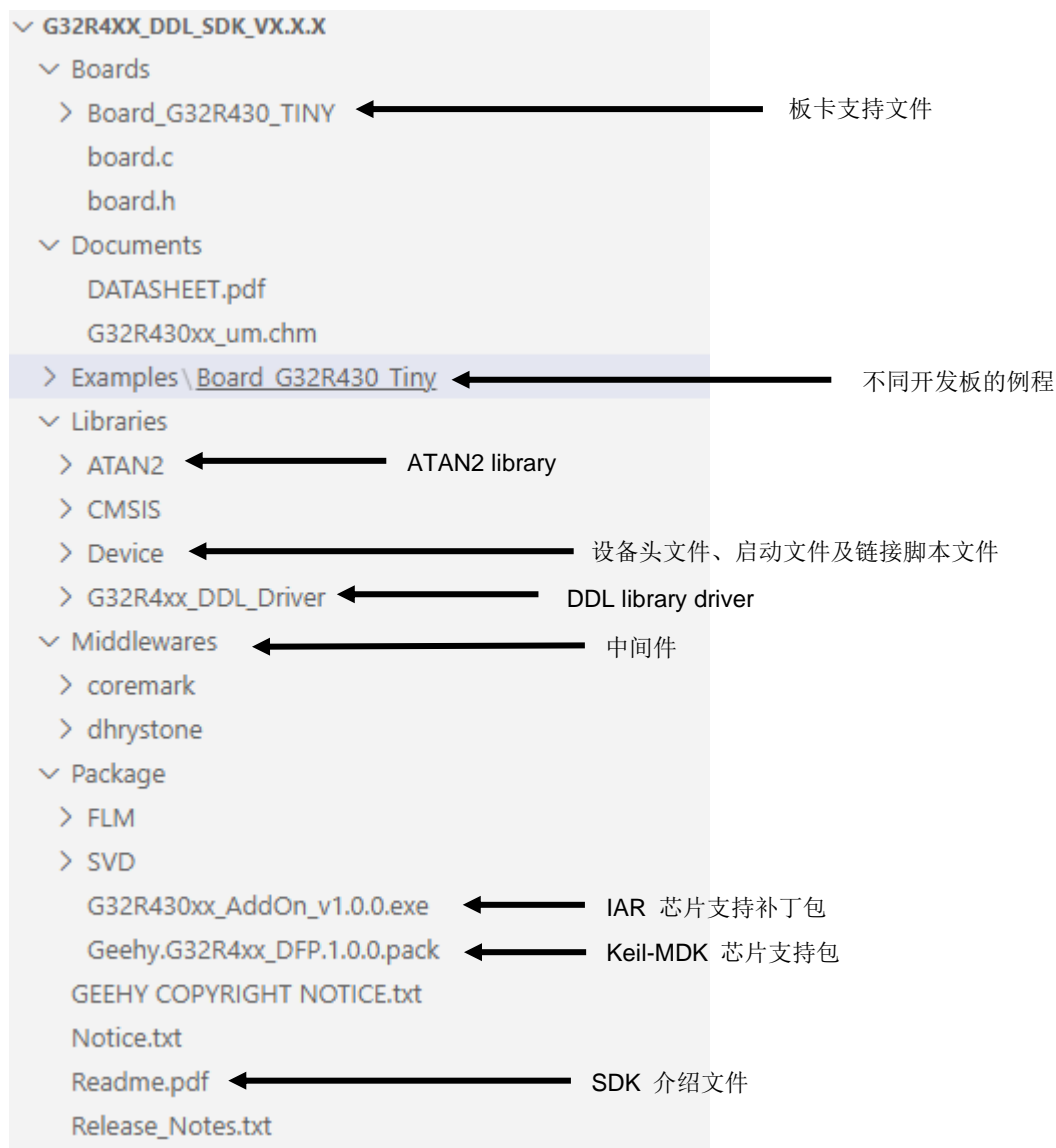 G32R4XX_DDL_SDK_VX.X.X
Boards
Board_G32R430_TINY 板卡支持文件
board.c
board.h
Documents
DATASHEET.pdf
G32R430xx_um.chm
Examples\Board_G32R430_Tiny 不同开发板的例程
Libraries
ATAN2 ATAN2 library
CMSIS
Device 设备头文件、启动文件及链接脚本文件
G32R4xx_DDL_Driver DDL library driver
Middlewares 中间件
coremark
dhrystone
Package
FLM
SVD
G32R430xx_AddOn_v1.0.0.exe IAR 芯片支持补丁包
Geehy.G32R4xx_DFP.1.0.0.pack Keil-MDK 芯片支持包
GEEHY COPYRIGHT NOTICE.txt
Notice.txt
Readme.pdf SDK 介绍文件
Release_Notes.txt